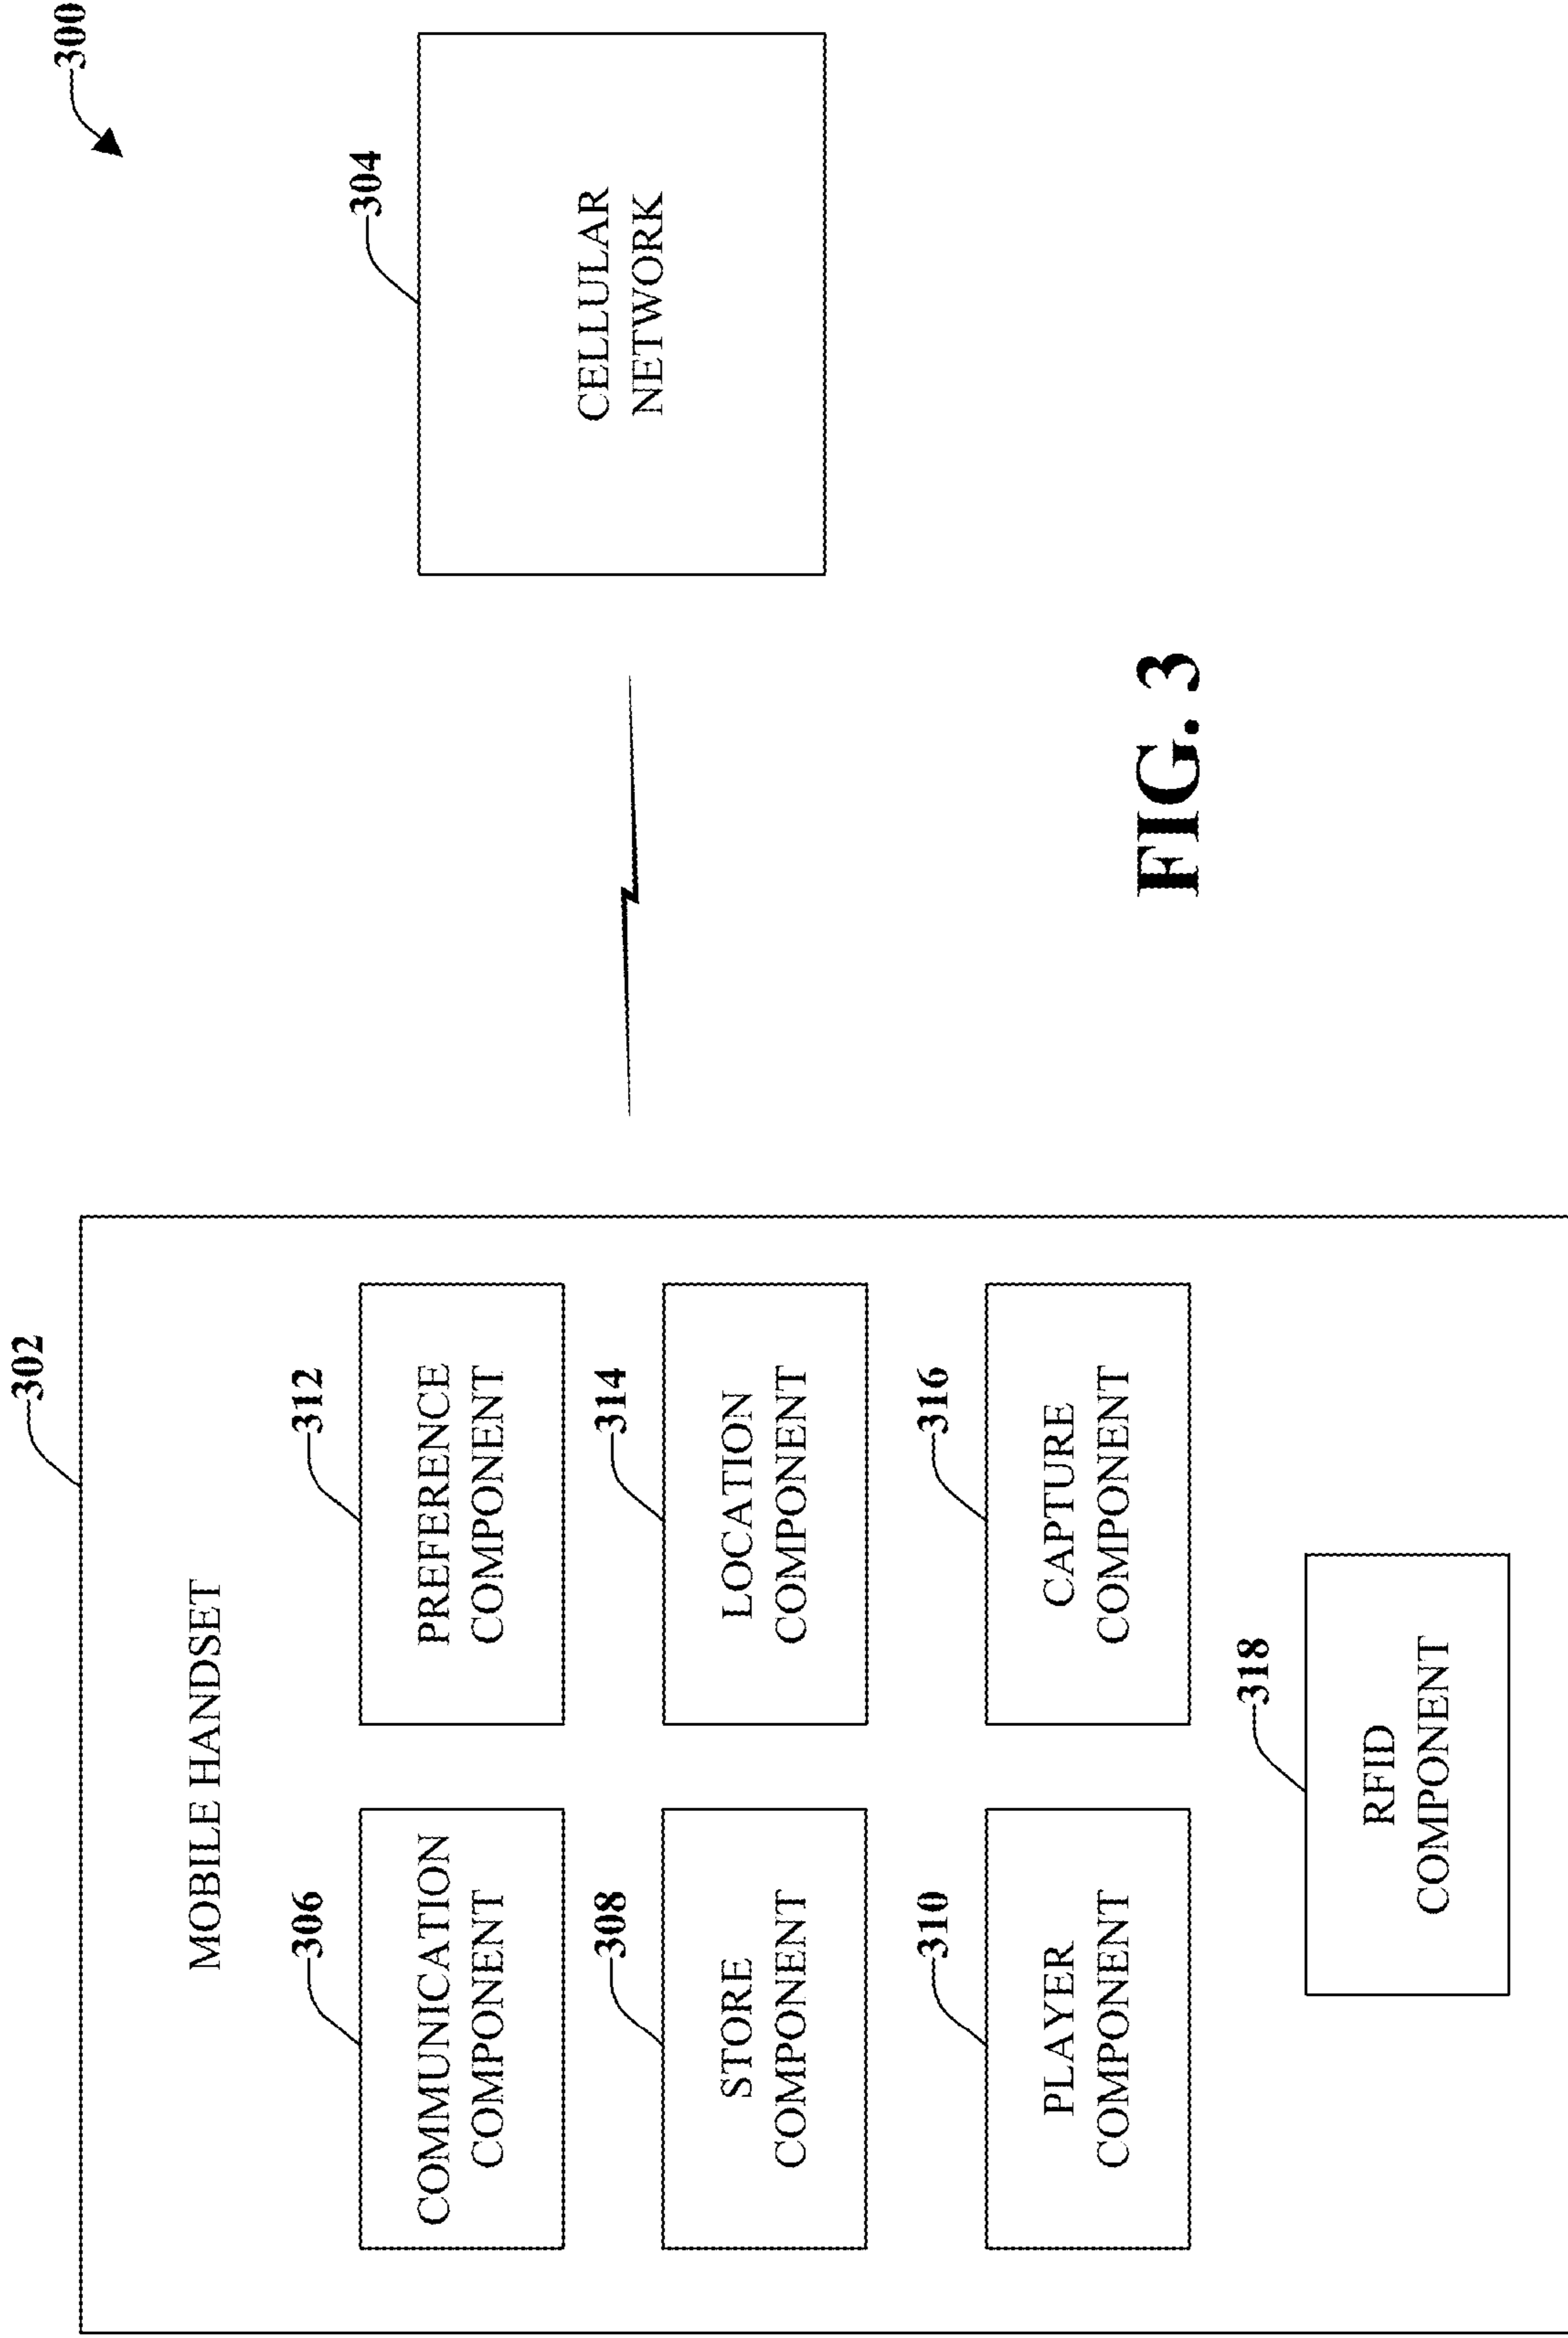 300
302
MOBILE HANDSET
304
CELLULAR
NETWORK
306
COMMUNICATION
COMPONENT
312
PREFERENCE
COMPONENT
308
STORE
COMPONENT
314
LOCATION
COMPONENT
310
PLAYER
COMPONENT
316
CAPTURE
COMPONENT
318
RFID
COMPONENT
FIG. 3